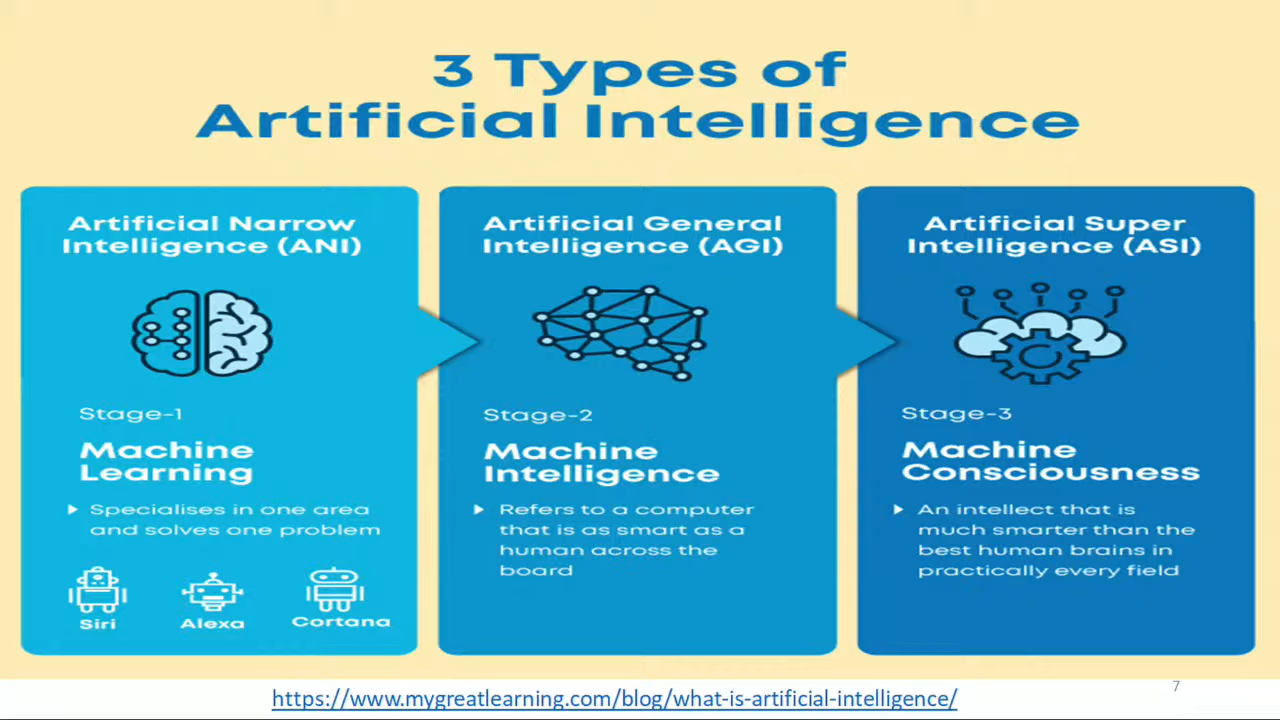 3 Types of
Artificial Intelligence
Artificial Narrow
Intelligence (ANI)
Stage-1
Machine
Learning
Specialises in one area
and solves one problem
Siri
Alexa
Cortana
Artificial General
Intelligence (AGI)
Stage-2
Machine
Intelligence
Refers to a computer
that is as smart as a
human across the
board
Artificial Super
Intelligence (ASI)
Stage-3
Machine
Consciousness
An intellect that is
much smarter than the
best human brains in
practically every field
7
https://www.mygreatlearning.com/blog/what-is-artificial-intelligence/